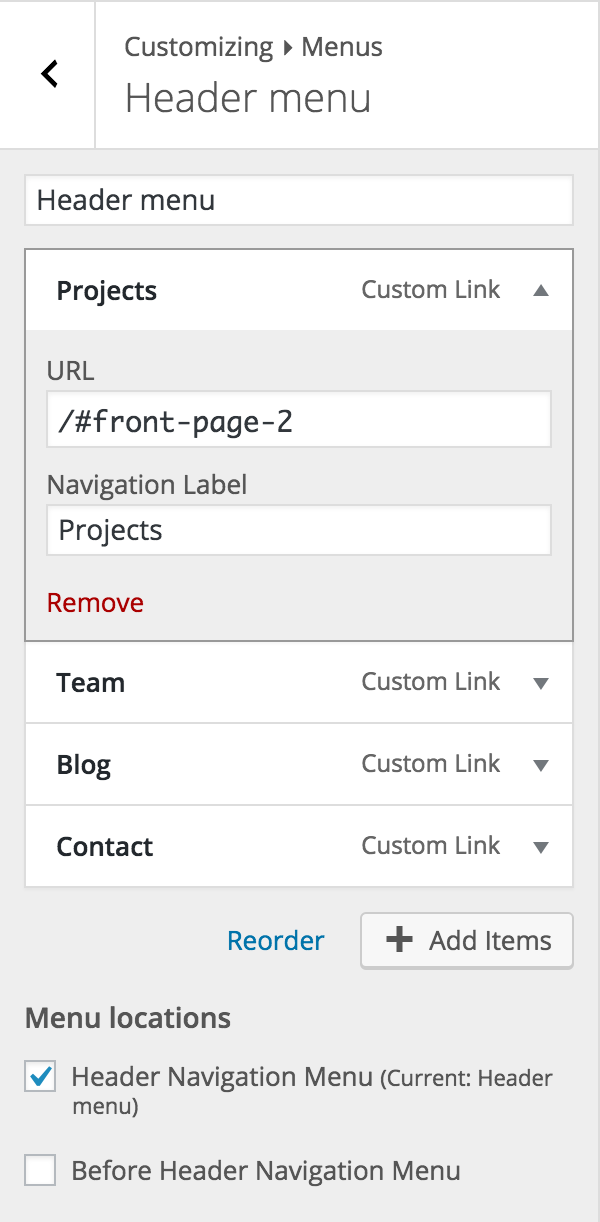 Customizing ▸ Menus
Header menu
Header menu
Projects Custom Link
URL
/#front-page-2
Navigation Label
Projects
Remove
Team Custom Link
Blog Custom Link
Contact Custom Link
Reorder Add Items
Menu locations
Header Navigation Menu (Current: Header
menu)
Before Header Navigation Menu